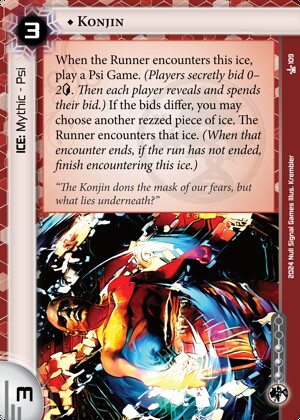 3
♦ Konjin
ICE: Mythic - Psi
When the Runner encounters this ice,
play a Psi Game. (Players secretly bid 0–
2. Then each player reveals and spends
their bid.) If the bids differ, you may
choose another rezzed piece of ice. The
Runner encounters that ice. (When that
encounter ends, if the run has not ended,
finish encountering this ice.)
“The Konjin dons the mask of our fears, but
what lies underneath?”
109
2024 Null Signal Games Illus. Krembler
3